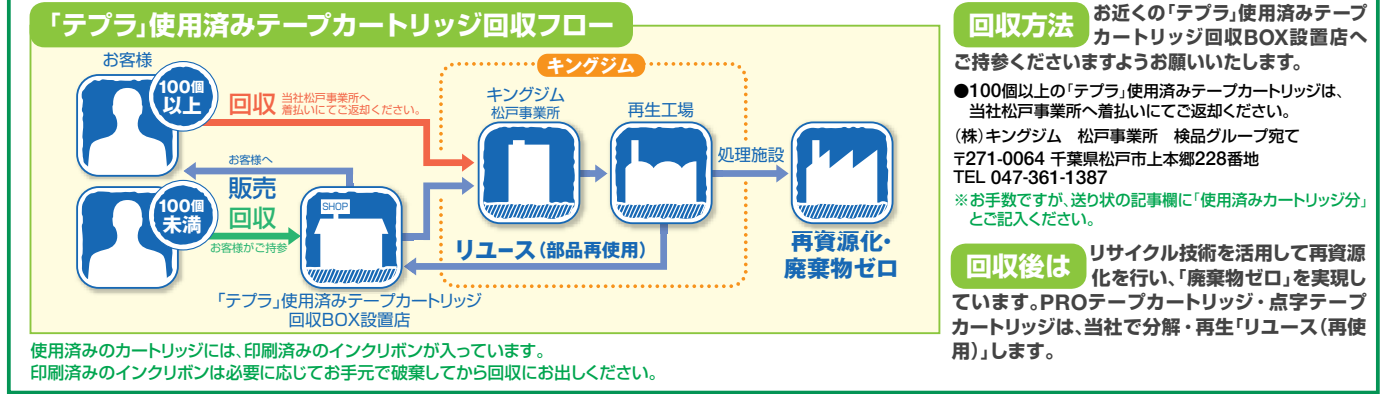 「テプラ」使用済みテープカートリッジ回収フロー
お客様
100個
以上
回収
当社松戸事業所へ
着払いにてご返却ください。
キングジム
キングジム
松戸事業所
再生工場
処理施設
お客様へ
販売
回収
お客様がご持参
100個
未満
SHOP
リユース(部品再使用)
再資源化・
廃棄物ゼロ
「テプラ」使用済みテープカートリッジ
回収BOX設置店
使用済みのカートリッジには、印刷済みのインクリボンが入っています。
印刷済みのインクリボンは必要に応じてお手元で破棄してから回収にお出しください。
回収方法
お近くの「テプラ」使用済みテープ
カートリッジ回収BOX設置店へ
ご持参くださいますようお願いいたします。
●100個以上の「テプラ」使用済みテープカートリッジは、
当社松戸事業所へ着払いにてご返却ください。
(株)キングジム 松戸事業所 検品グループ宛て
〒271-0064 千葉県松戸市上本郷228番地
TEL 047-361-1387
※お手数ですが、送り状の記事欄に「使用済みカートリッジ分」
とご記入ください。
回収後は
リサイクル技術を活用して再資源
化を行い、「廃棄物ゼロ」を実現し
ています。PROテープカートリッジ・点字テープ
カートリッジは、当社で分解・再生「リユース(再使
用)」します。